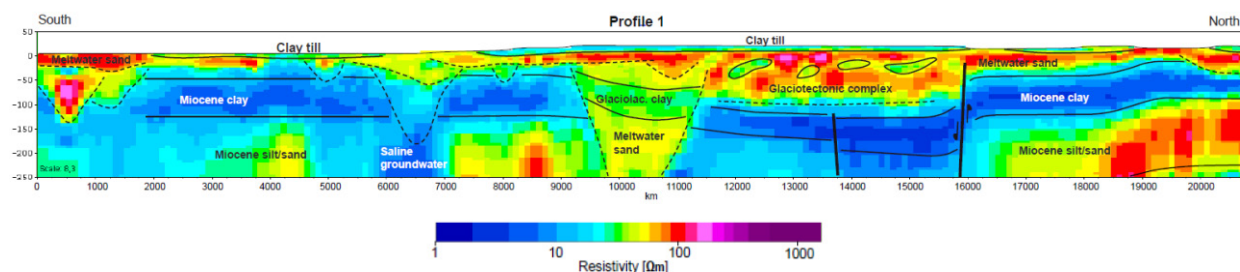 South Profile 1 North
50
0
-50
-100
-150
-200
-250
Clay till Clay till
Meltwater sand Meltwater sand
Glaciotectonic complex
Miocene clay Glaciolac. clay Miocene clay
Meltwater
sand
Miocene silt/sand Saline
groundwater Miocene silt/sand
Scale: 8,3
0 1000 2000 3000 4000 5000 6000 7000 8000 9000 10000 11000 12000 13000 14000 15000 16000 17000 18000 19000 20000
km
1 10 100 1000
Resistivity [Ωm]